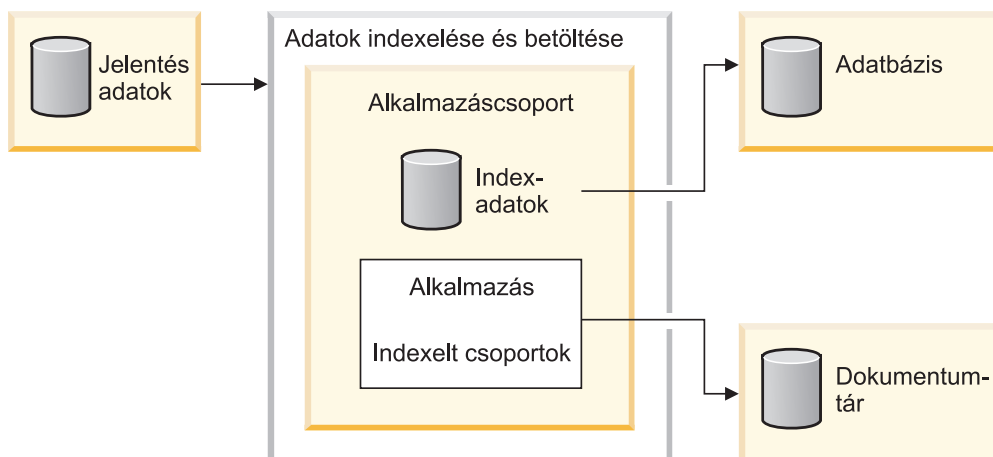 Jelentés
adatok
Adatok indexelése és betöltése
Alkalmazáscsoport
Index-
adatok
Alkalmazás
Indexelt csoportok
Adatbázis
Dokumentum-
tár